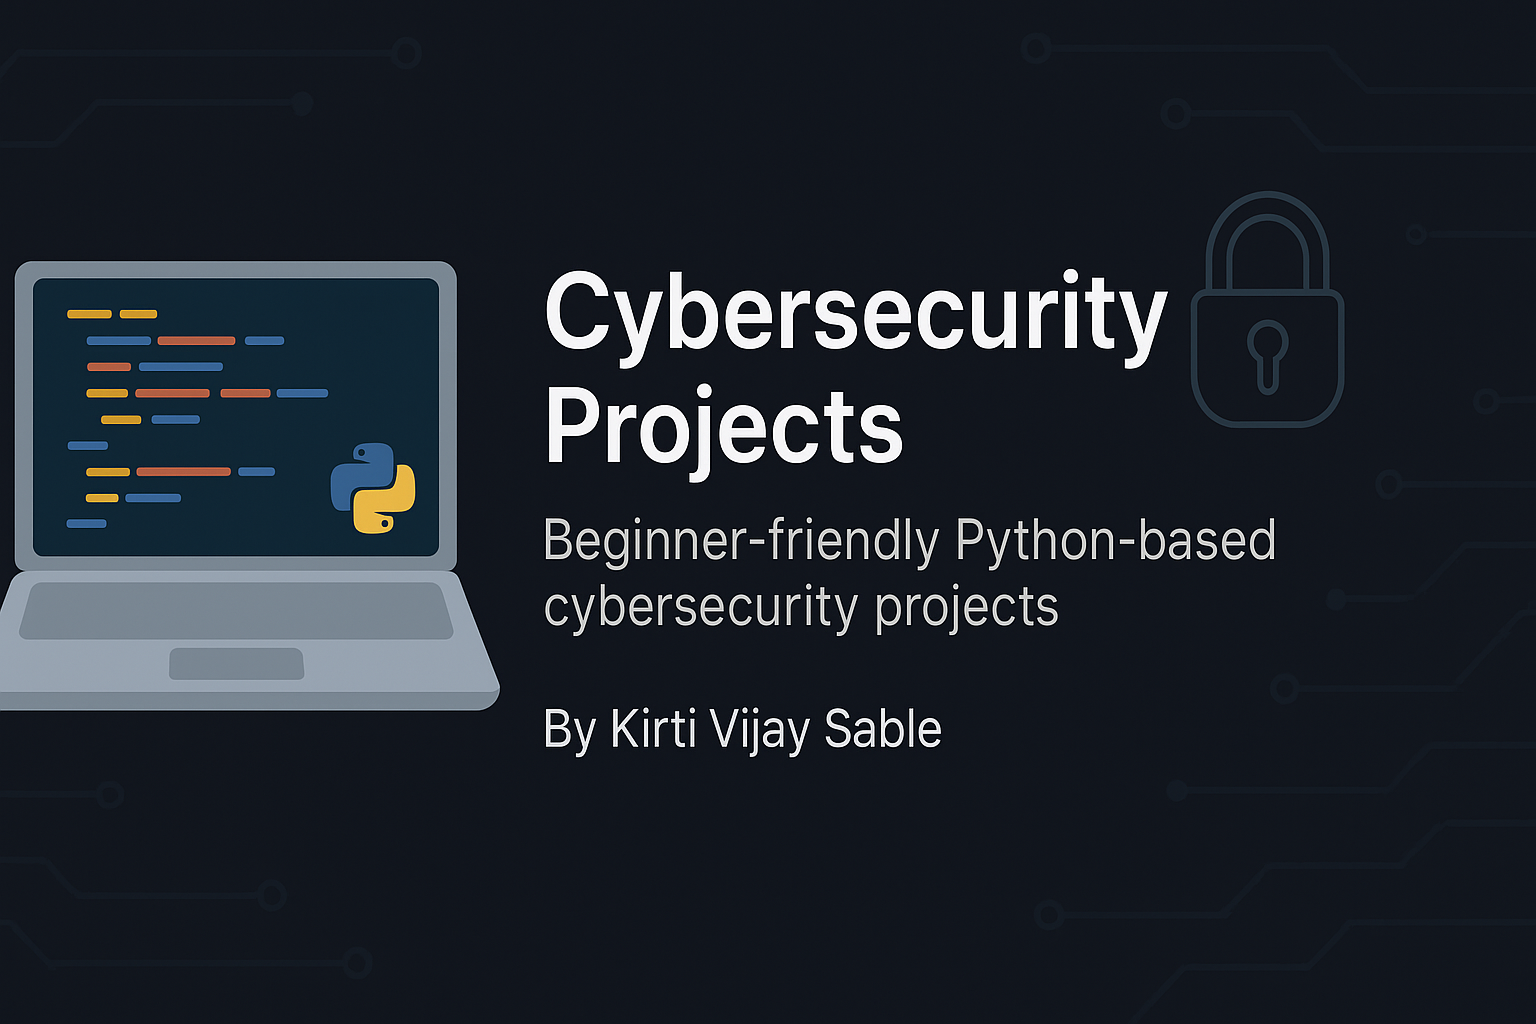 Cybersecurity
Projects
Beginner-friendly Python-based
cybersecurity projects
By Kirti Vijay Sable